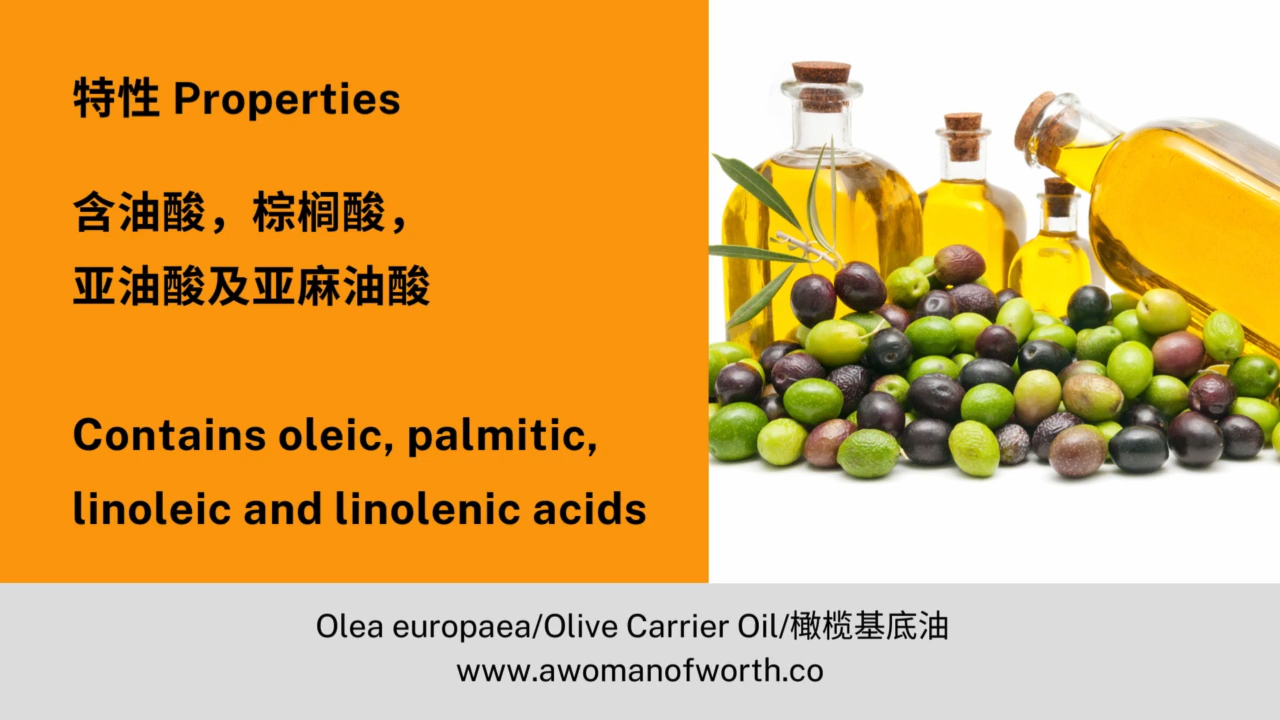 特性 Properties
含油酸，棕榈酸，
亚油酸及亚麻油酸
Contains oleic, palmitic,
linoleic and linolenic acids
Olea europaea/Olive Carrier Oil/橄榄基底油
www.awomanofworth.co